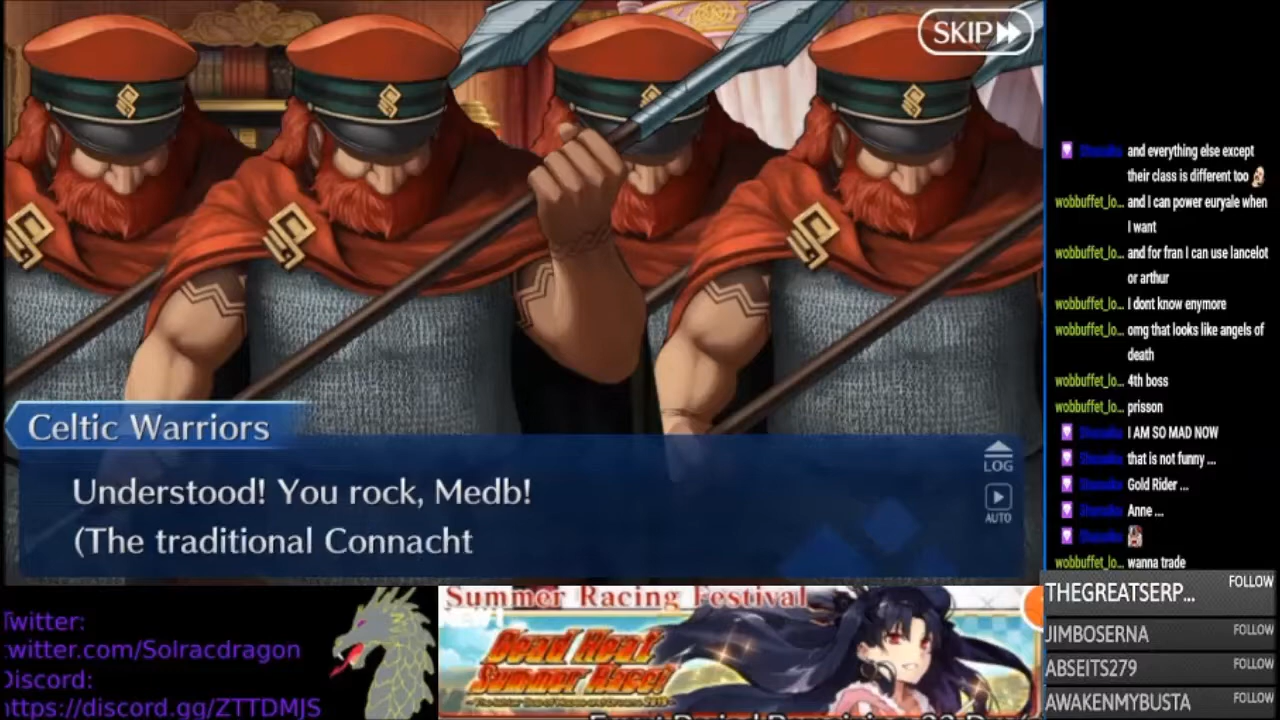 SKIP
Celtic Warriors
Understood! You rock, Medb!
(The traditional Connacht
LOG
AUTO
and everything else except
their class is different too
wobbuffet_lo... and I can power euryale when
I want
wobbuffet_lo... and for fran I can use lancelot
or arthur
wobbuffet_lo... I dont know enymore
wobbuffet_lo... omg that looks like angels of
death
wobbuffet_lo... 4th boss
wobbuffet_lo... prisson
I AM SO MAD NOW
that is not funny ...
Gold Rider ...
Anne ...
wobbuffet_lo... wanna trade
THEGREATSERP... FOLLOW
JIMBOSERNA FOLLOW
ABSEITS279 FOLLOW
AWAKENMYBUSTA FOLLOW
Twitter:
twitter.com/Solracdragon
Discord:
https://discord.gg/ZTTDMJS
Summer Racing Festival
Dead Heat
Summer Race!